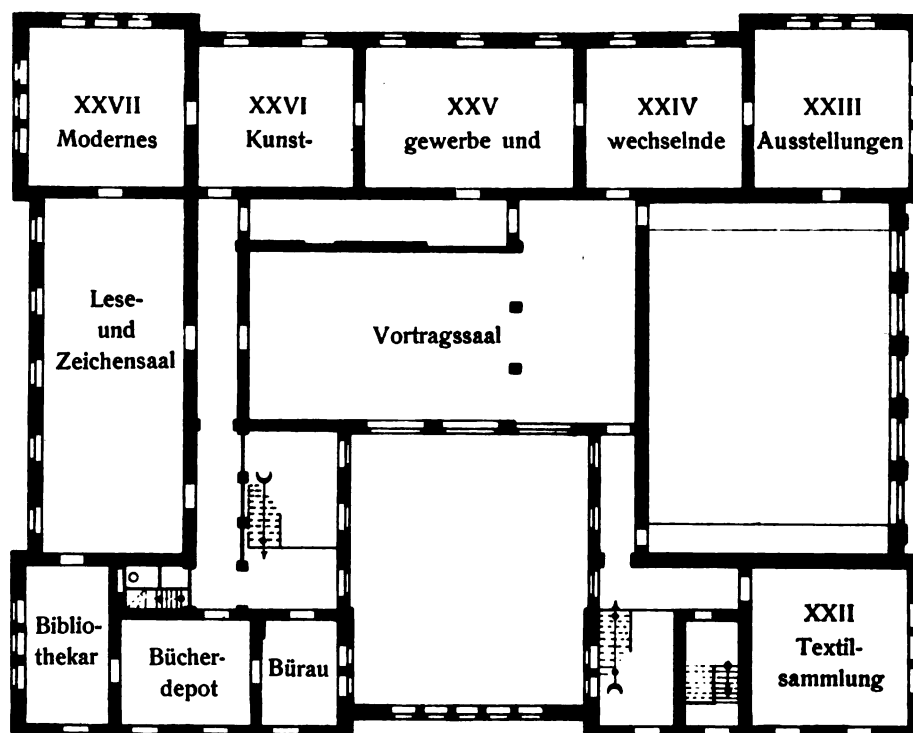 XXVII
Modernes
XXVI
Kunst-
XXV
gewerbe und
XXIV
wechselnde
XXIII
Ausstellungen
Lese-
und
Zeichensaal
Vortragssaal
Biblio-
thekar
Bücher-
depot
Bürau
XXII
Textil-
sammlung